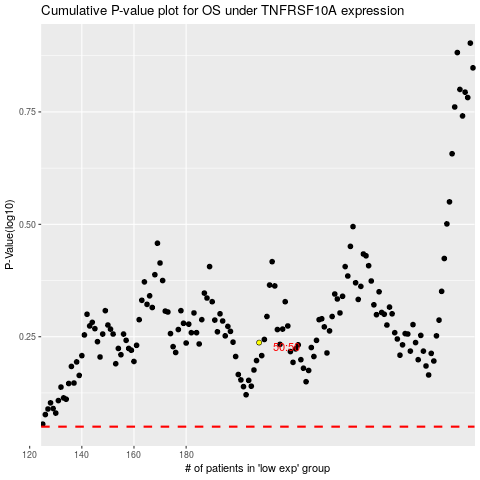 Cumulative P-value plot for OS under TNFRSF10A expression
P-Value(log10)
0.75
0.50
0.25
120 140 160 180
# of patients in 'low exp' group